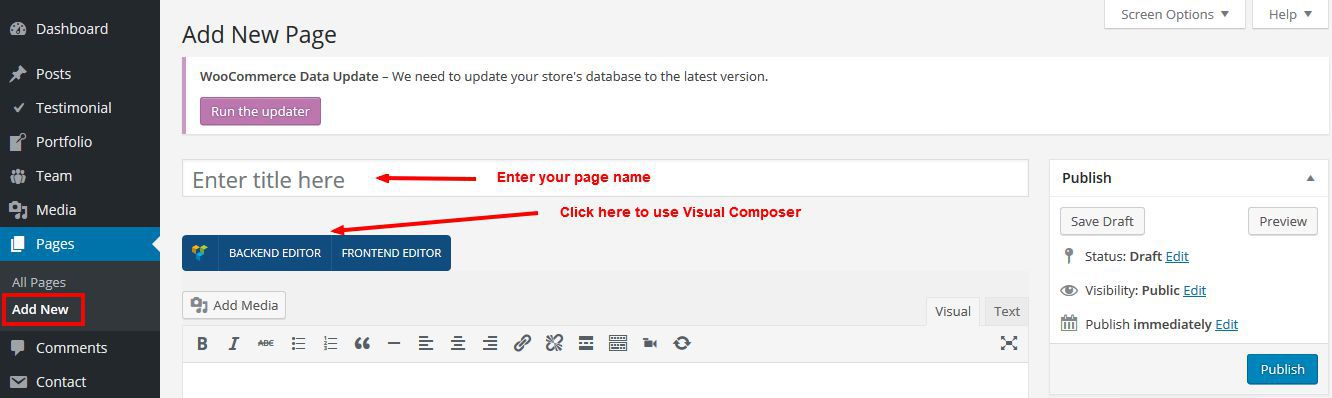 Dashboard
Posts
Testimonial
Portfolio
Team
Media
Pages
All Pages
Add New
Comments
Contact
Screen Options
Help
Add New Page
WooCommerce Data Update – We need to update your store's database to the latest version.
Run the updater
Enter title here
Enter your page name
Click here to use Visual Composer
BACKEND EDITOR FRONTEND EDITOR
Add Media
Visual Text
B I ABC
Publish
Save Draft Preview
Status: Draft Edit
Visibility: Public Edit
Publish immediately Edit
Publish